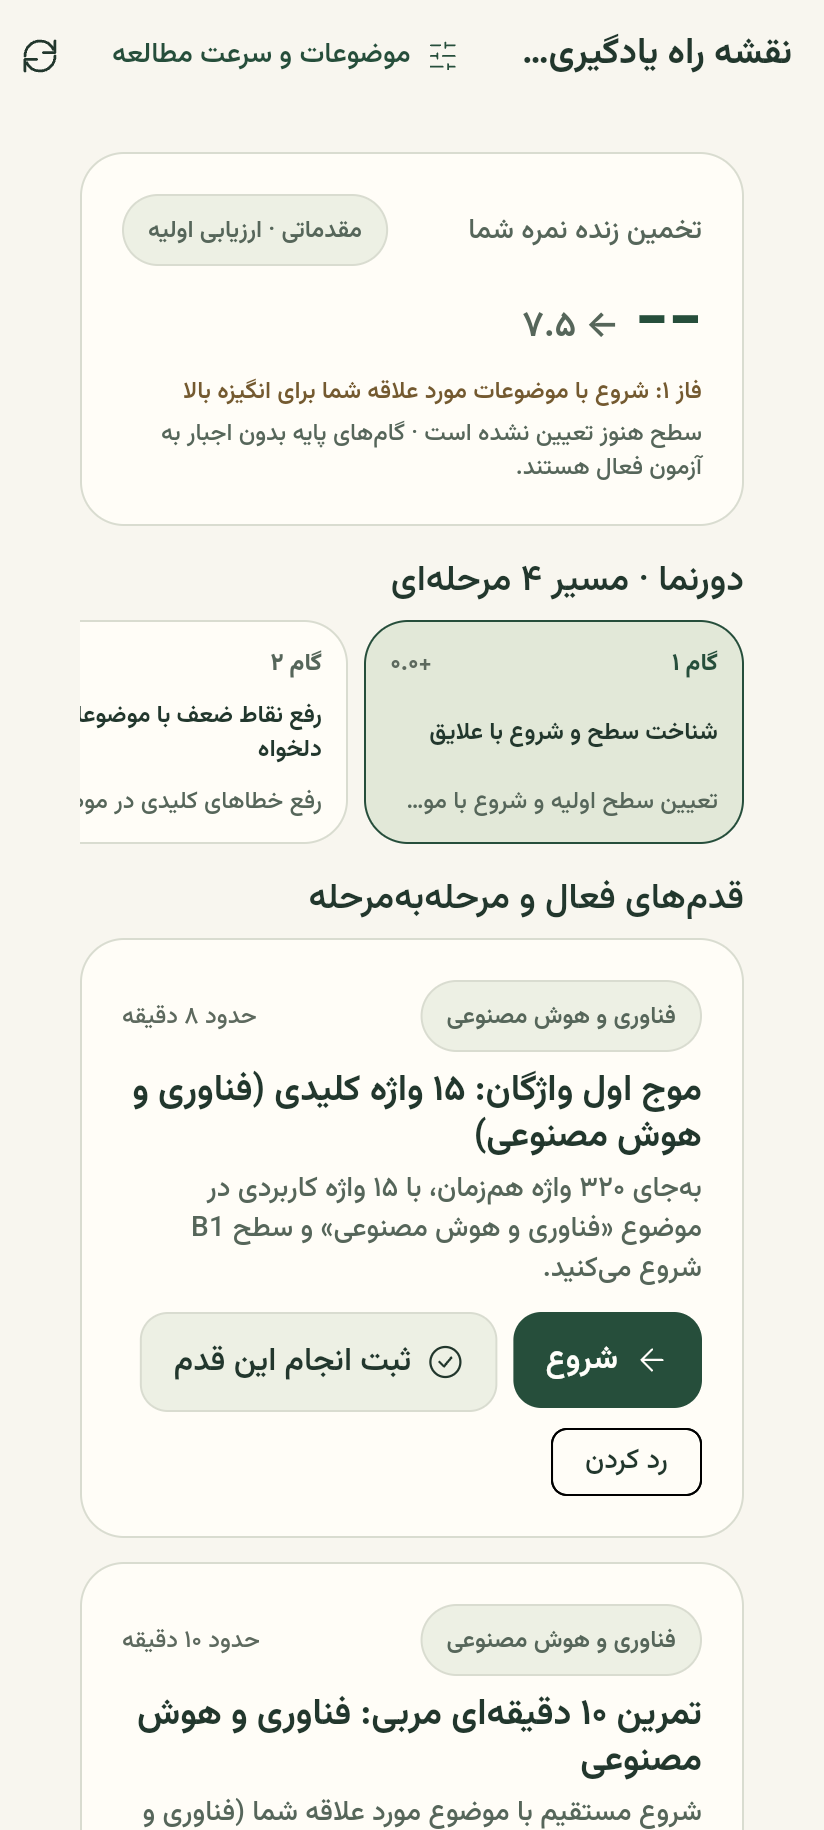 نقشه راه یادگیری...
موضوعات و سرعت مطالعه
تخمین زنده نمره شما
مقدماتی · ارزیابی اولیه
-- ← ۷.۵
فاز ۱: شروع با موضوعات مورد علاقه شما برای انگیزه بالا
سطح هنوز تعیین نشده است · گام‌های پایه بدون اجبار به
آزمون فعال هستند.
دورنما · مسیر ۴ مرحله‌ای
گام ۱
+۰.۰
شناخت سطح و شروع با علایق
تعیین سطح اولیه و شروع با مو...
گام ۲
رفع نقاط ضعف با موضوعا
دلخواه
رفع خطاهای کلیدی در مو
قدم‌های فعال و مرحله‌به‌مرحله
فناوری و هوش مصنوعی
حدود ۸ دقیقه
موج اول واژگان: ۱۵ واژه کلیدی (فناوری و
هوش مصنوعی)
به‌جای ۳۲۰ واژه هم‌زمان، با ۱۵ واژه کاربردی در
موضوع «فناوری و هوش مصنوعی» و سطح B1
شروع می‌کنید.
← شروع
ثبت انجام این قدم
رد کردن
فناوری و هوش مصنوعی
حدود ۱۰ دقیقه
تمرین ۱۰ دقیقه‌ای مربی: فناوری و هوش
مصنوعی
شروع مستقیم با موضوع مورد علاقه شما (فناوری و